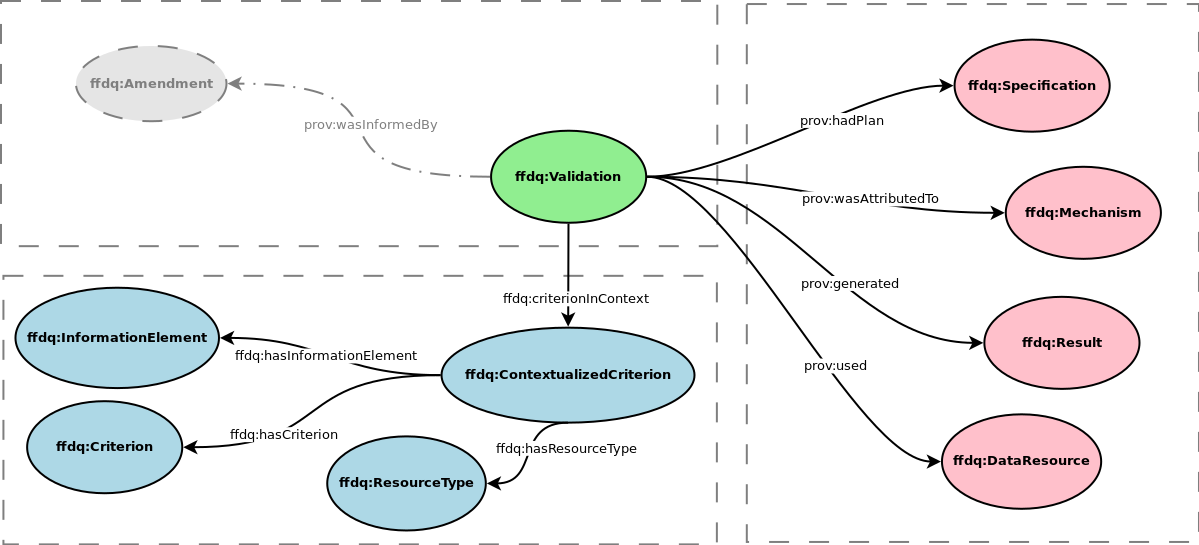 ffdq:Amendment
prov:wasInformedBy
ffdq:Validation
ffdq:Specification
prov:hadPlan
prov:wasAttributedTo
ffdq:Mechanism
prov:generated
ffdq:Result
prov:used
ffdq:DataResource
ffdq:criterionInContext
ffdq:InformationElement
ffdq:hasInformationElement
ffdq:ContextualizedCriterion
ffdq:hasCriterion
ffdq:Criterion
ffdq:hasResourceType
ffdq:ResourceType